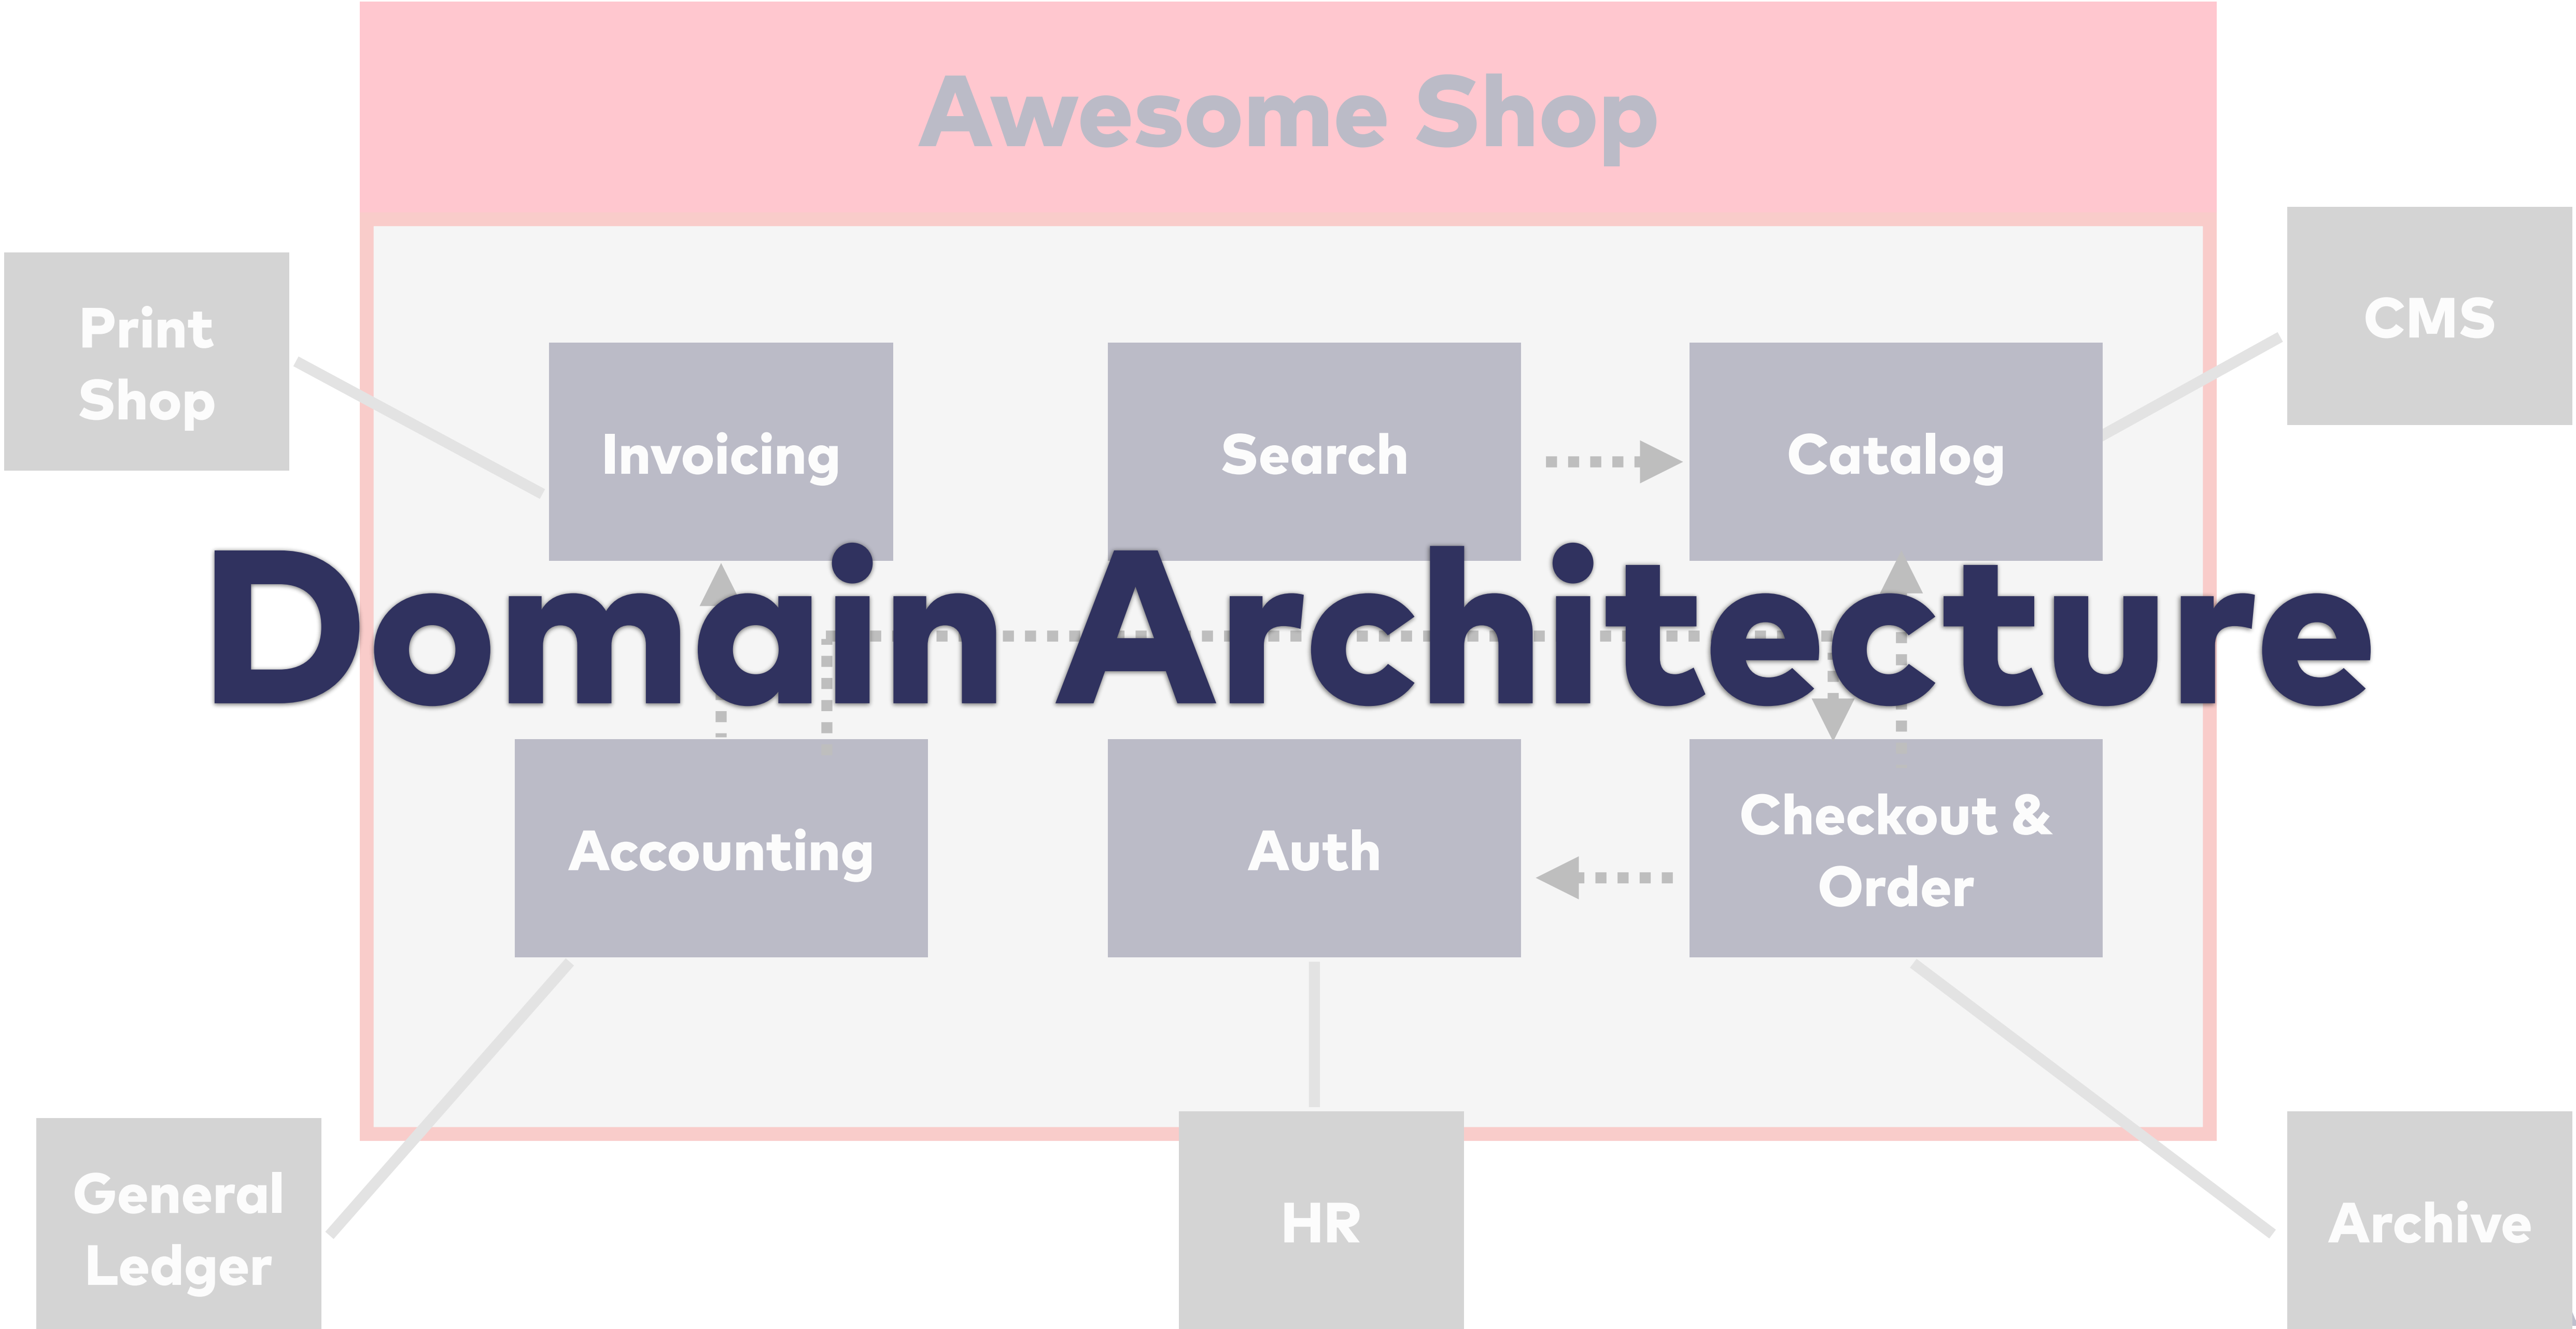 Awesome Shop
Print
Shop
CMS
Invoicing
Search
Catalog
Domain Architecture
Accounting
Auth
Checkout &
Order
General
Ledger
HR
Archive